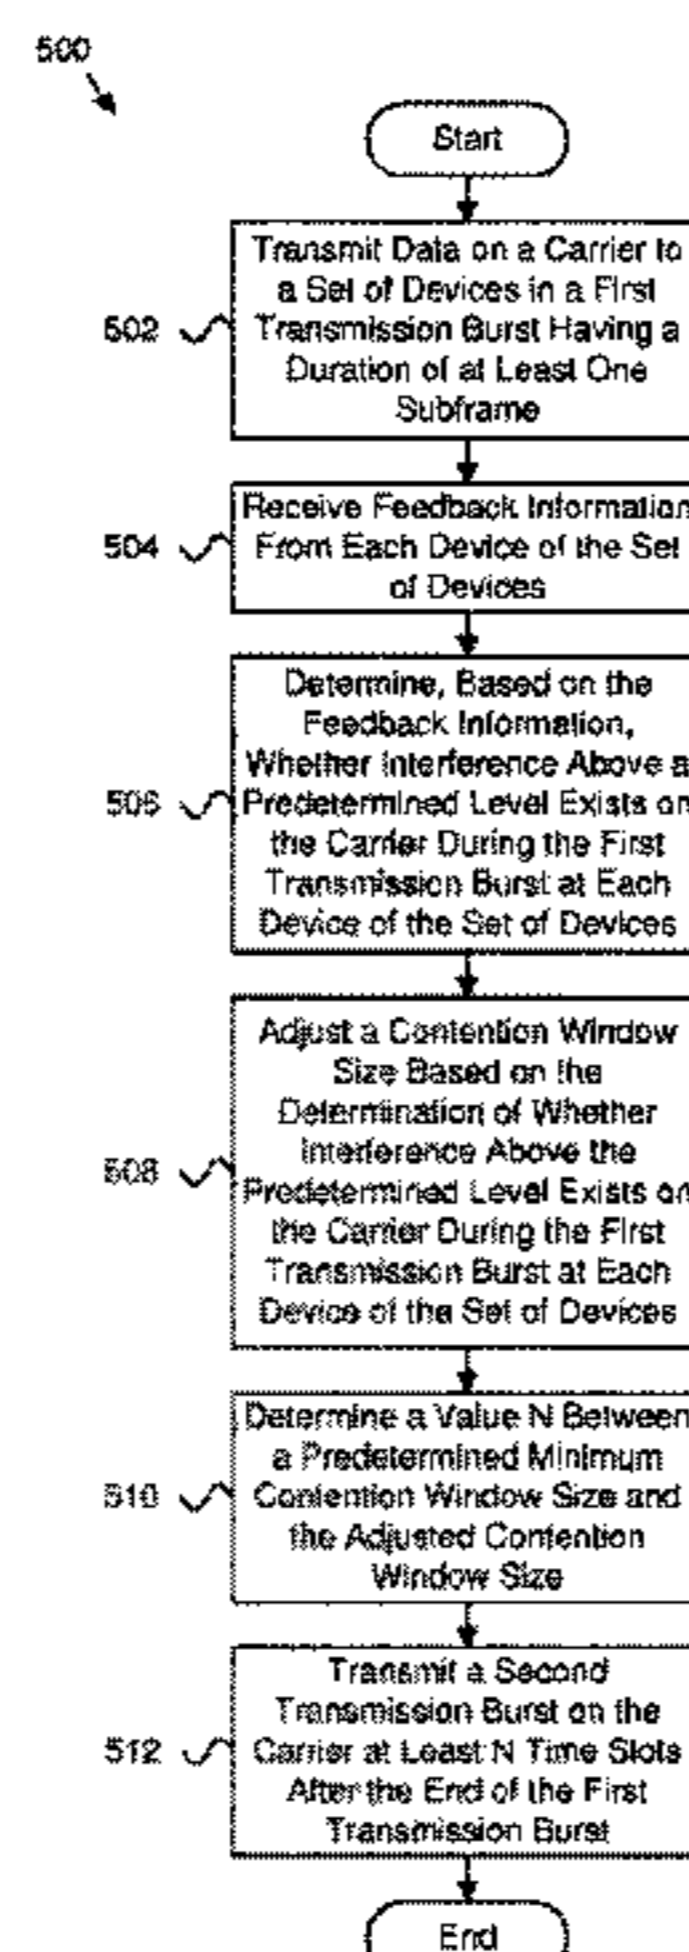 500
Start
502
Transmit Data on a Carrier to
a Set of Devices in a First
Transmission Burst Having a
Duration of at Least One
Subframe
504
Receive Feedback Information
From Each Device of the Set
of Devices
506
Determine, Based on the
Feedback Information,
Whether Interference Above a
Predetermined Level Exists on
the Carrier During the First
Transmission Burst at Each
Device of the Set of Devices
508
Adjust a Contention Window
Size Based on the
Determination of Whether
Interference Above the
Predetermined Level Exists on
the Carrier During the First
Transmission Burst at Each
Device of the Set of Devices
510
Determine a Value N Between
a Predetermined Minimum
Contention Window Size and
the Adjusted Contention
Window Size
512
Transmit a Second
Transmission Burst on the
Carrier at Least N Time Slots
After the End of the First
Transmission Burst
End